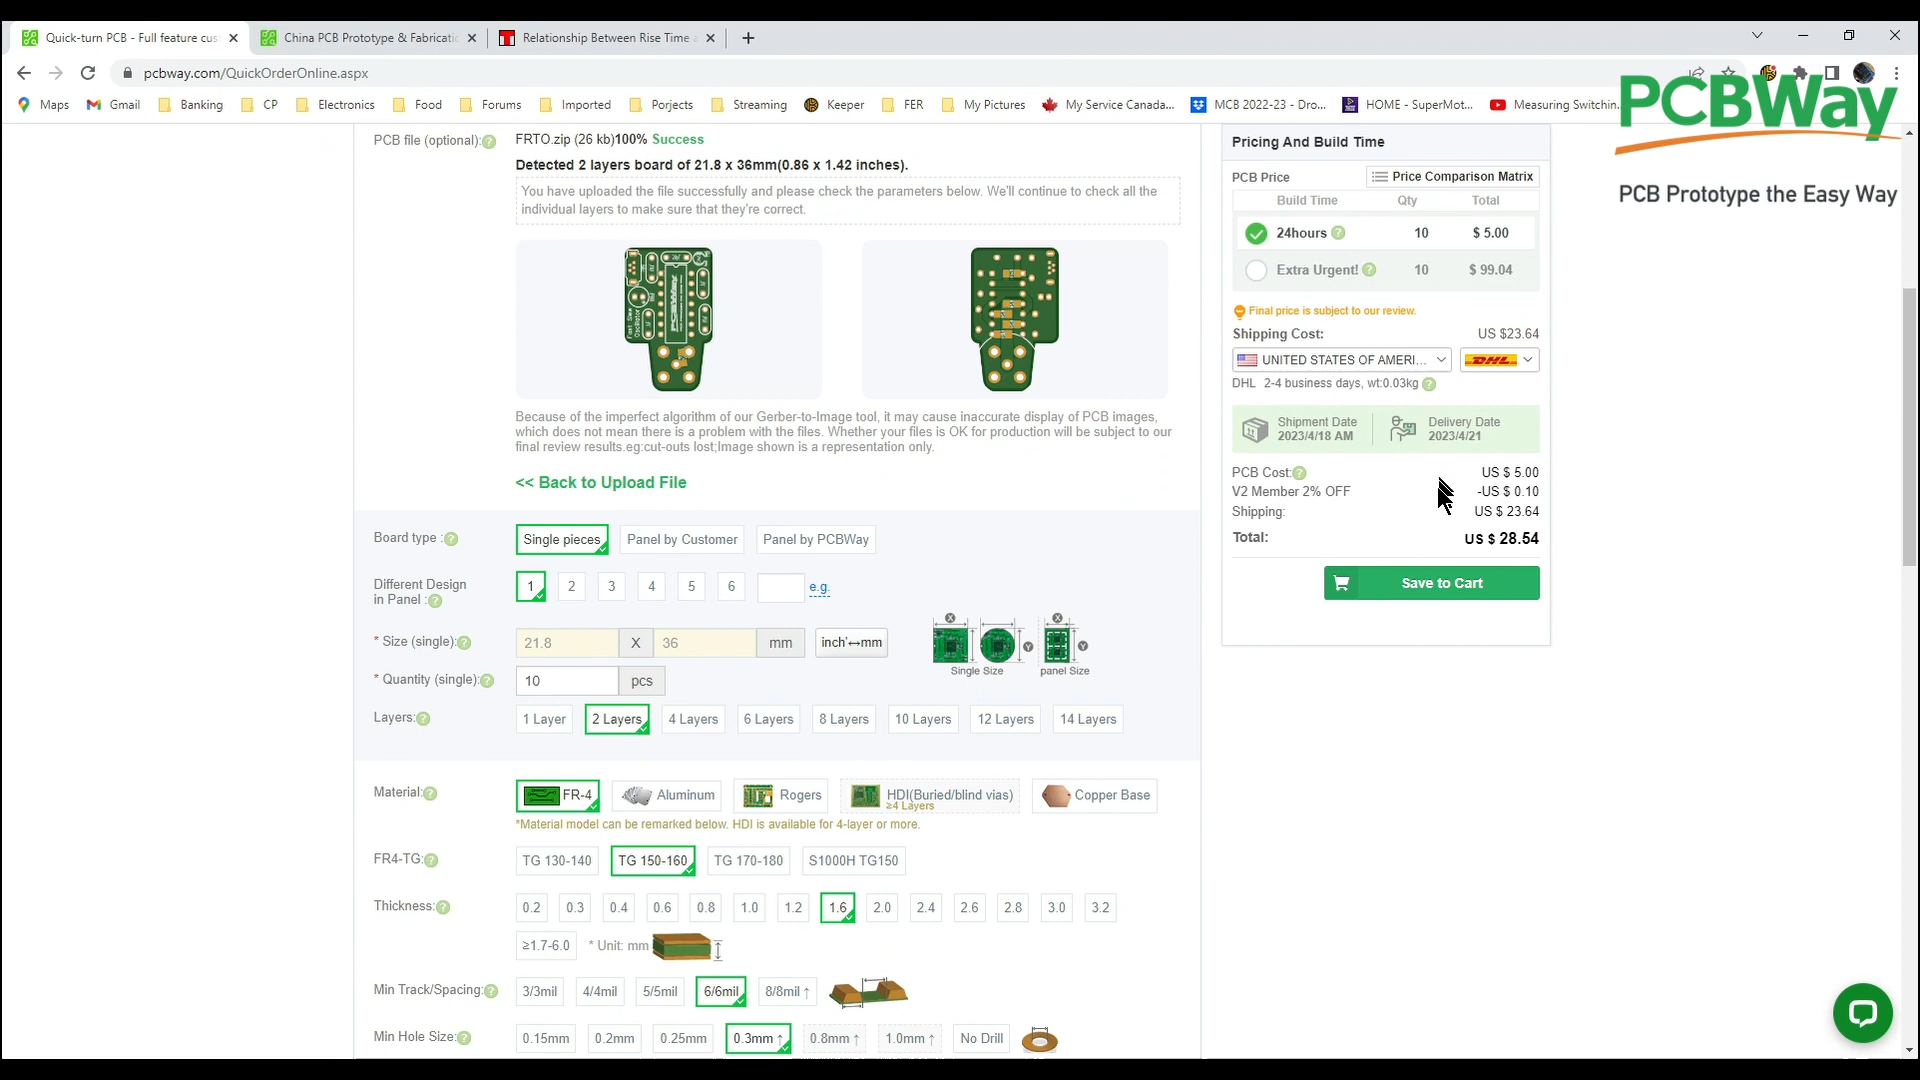 Quick-turn PCB - Full feature cus
China PCB Prototype & Fabricatic
Relationship Between Rise Time a
pcbway.com/QuickOrderOnline.aspx
Maps
Gmail
Banking
CP
Electronics
Food
Forums
Imported
Porjects
Streaming
Keeper
FER
My Pictures
My Service Canada...
MCB 2022-23 - Dro...
HOME - SuperMot...
Measuring Switchin
PCBWay
PCB Prototype the Easy Way
PCB file (optional):
FRTO.zip (26 kb)100% Success
Detected 2 layers board of 21.8 x 36mm(0.86 x 1.42 inches).
You have uploaded the file successfully and please check the parameters below. We'll continue to check all the
individual layers to make sure that they're correct.
Because of the imperfect algorithm of our Gerber-to-Image tool, it may cause inaccurate display of PCB images,
which does not mean there is a problem with the files. Whether your files is OK for production will be subject to our
final review results.eg:cut-outs lost;Image shown is a representation only.
<< Back to Upload File
Board type :
Single pieces
Panel by Customer
Panel by PCBWay
Different Design
in Panel :
1 2 3 4 5 6 e.g.
* Size (single):
21.8 X 36 mm inch'↔mm
Single Size
panel Size
* Quantity (single):
10 pcs
Layers:
1 Layer 2 Layers 4 Layers 6 Layers 8 Layers 10 Layers 12 Layers 14 Layers
Material:
FR-4 Aluminum Rogers HDI(Buried/blind vias) Copper Base
≥4 Layers
*Material model can be remarked below. HDI is available for 4-layer or more.
FR4-TG:
TG 130-140 TG 150-160 TG 170-180 S1000H TG150
Thickness:
0.2 0.3 0.4 0.6 0.8 1.0 1.2 1.6 2.0 2.4 2.6 2.8 3.0 3.2
≥1.7-6.0 * Unit: mm
Min Track/Spacing:
3/3mil 4/4mil 5/5mil 6/6mil 8/8mil ↑
Min Hole Size:
0.15mm 0.2mm 0.25mm 0.3mm ↑ 0.8mm ↑ 1.0mm ↑ No Drill
Pricing And Build Time
PCB Price
Price Comparison Matrix
Build Time Qty Total
24hours 10 $ 5.00
Extra Urgent! 10 $ 99.04
Final price is subject to our review.
Shipping Cost: US $23.64
UNITED STATES OF AMERI... DHL
DHL 2-4 business days, wt:0.03kg
Shipment Date
2023/4/18 AM
Delivery Date
2023/4/21
PCB Cost: US $ 5.00
V2 Member 2% OFF -US $ 0.10
Shipping: US $ 23.64
Total: US $ 28.54
Save to Cart